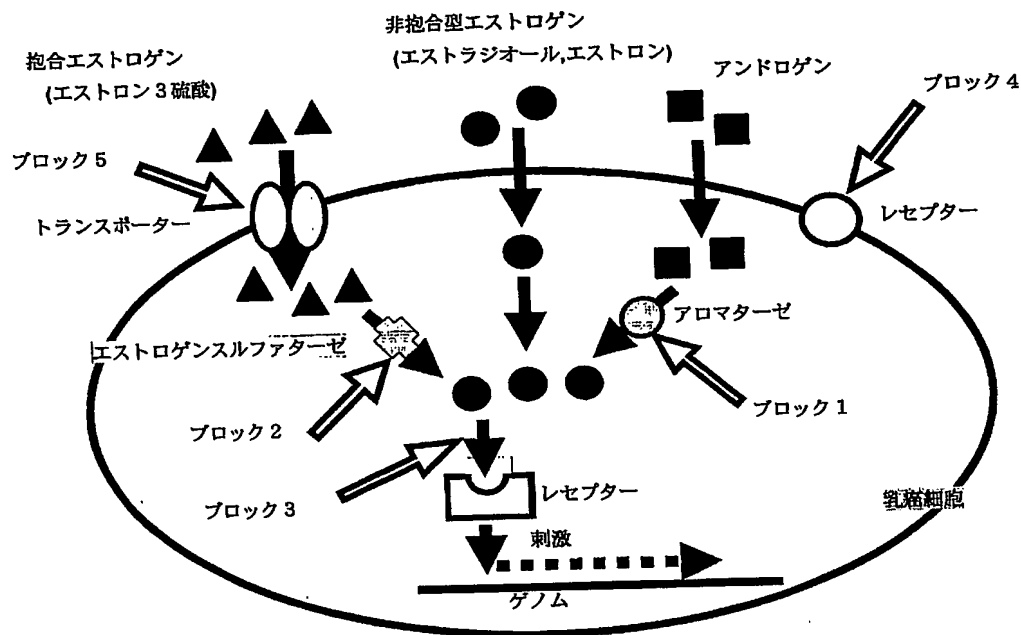 非抱合型エストロゲン
(エストラジオール,エストロン)
抱合エストロゲン
(エストロン3硫酸)
アンドロゲン
ブロック4
ブロック5
トランスポーター
レセプター
エストロゲンスルファターゼ
アロマターゼ
ブロック2
ブロック1
ブロック3
レセプター
乳癌細胞
刺激
ゲノム